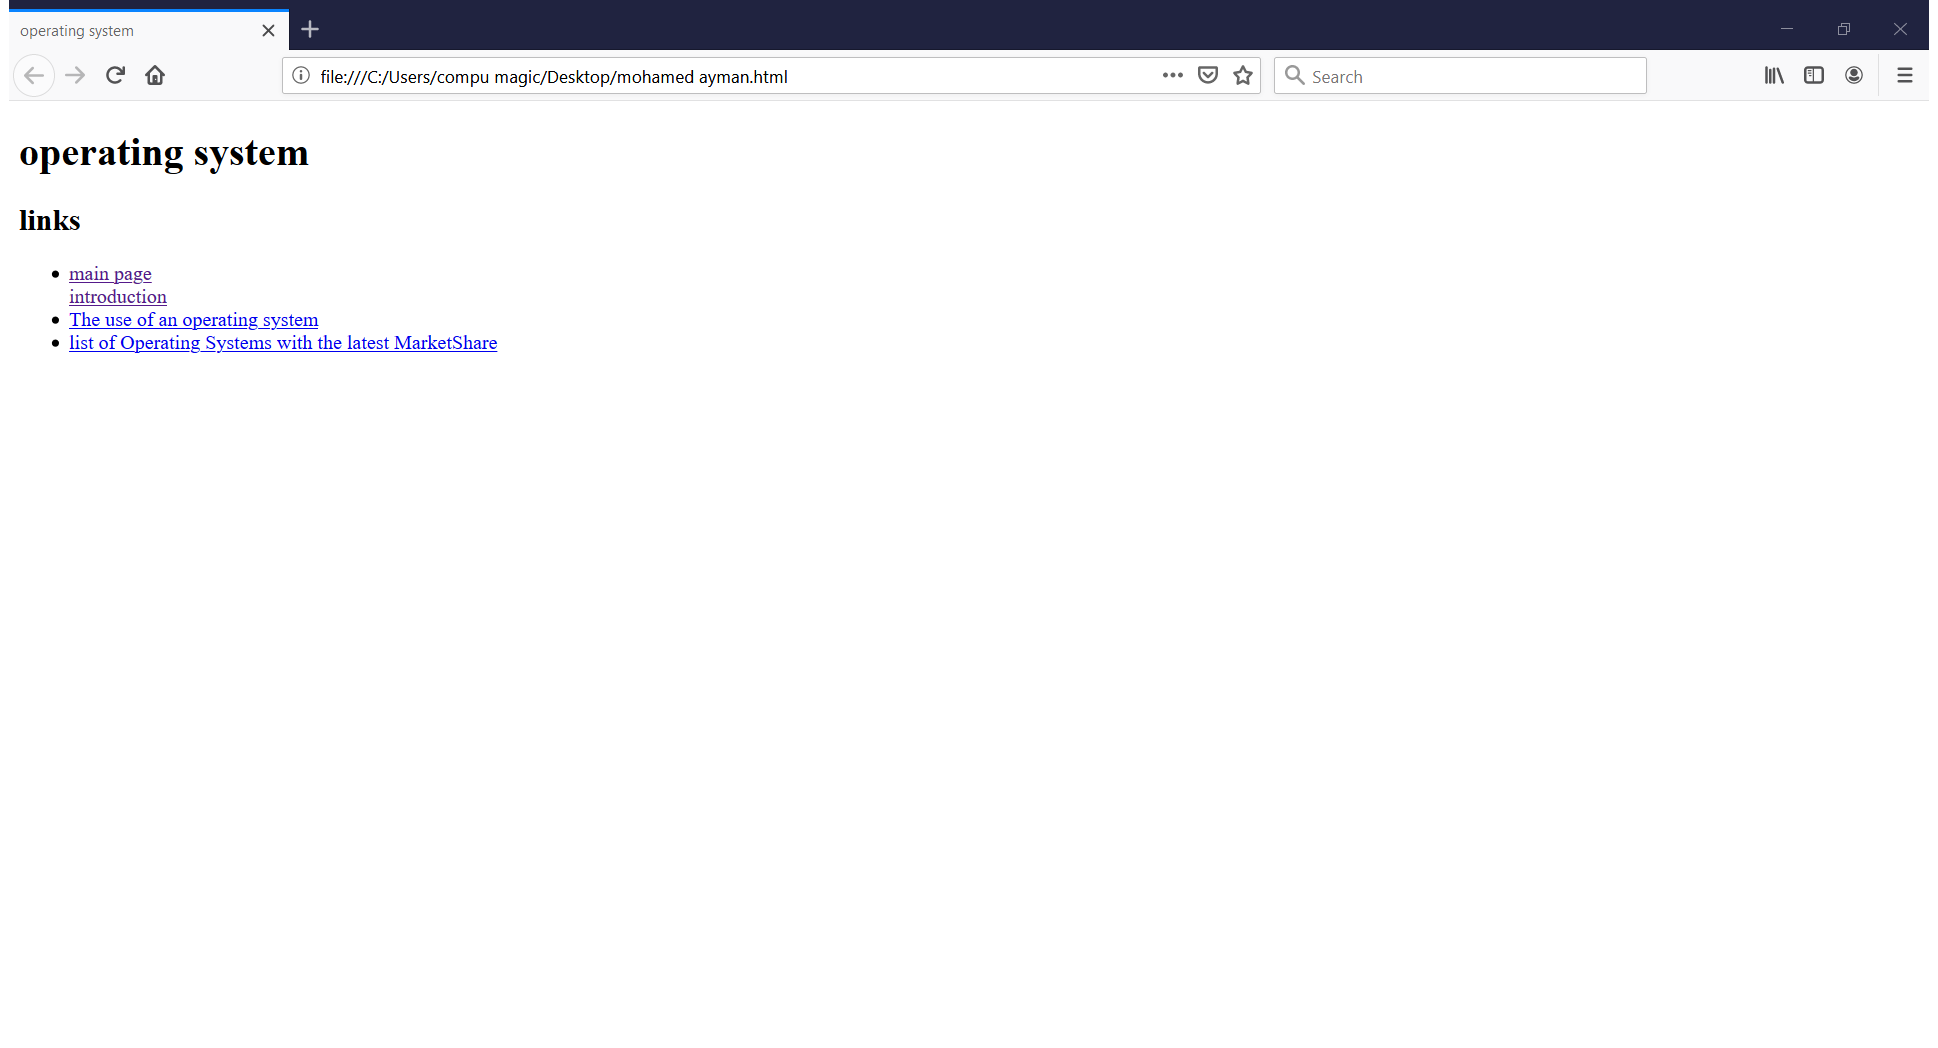 operating system
file:///C:/Users/compu magic/Desktop/mohamed ayman.html
Search
operating system
links
main page
introduction
The use of an operating system
list of Operating Systems with the latest MarketShare